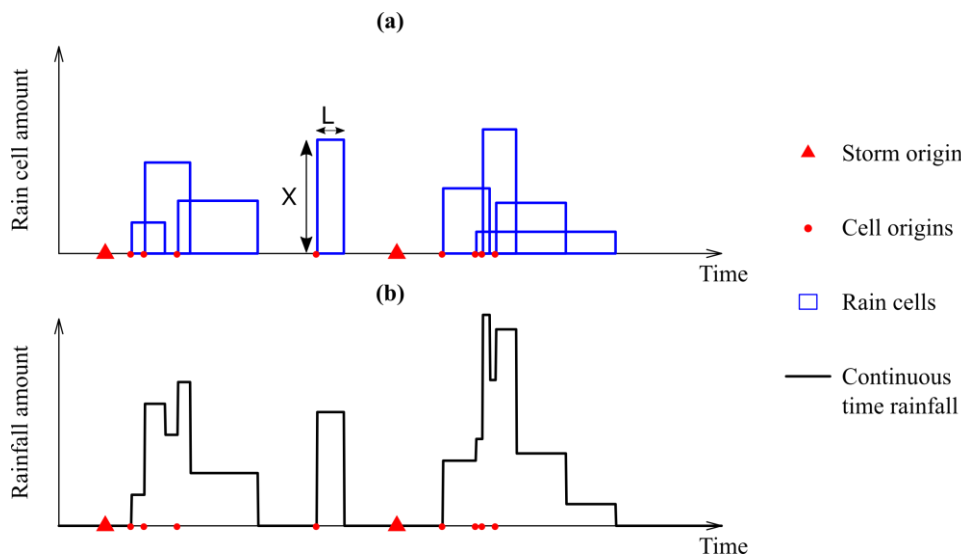 (a)
Rain cell amount
L
X
Time
(b)
Rainfall amount
Time
Storm origin
Cell origins
Rain cells
Continuous
time rainfall